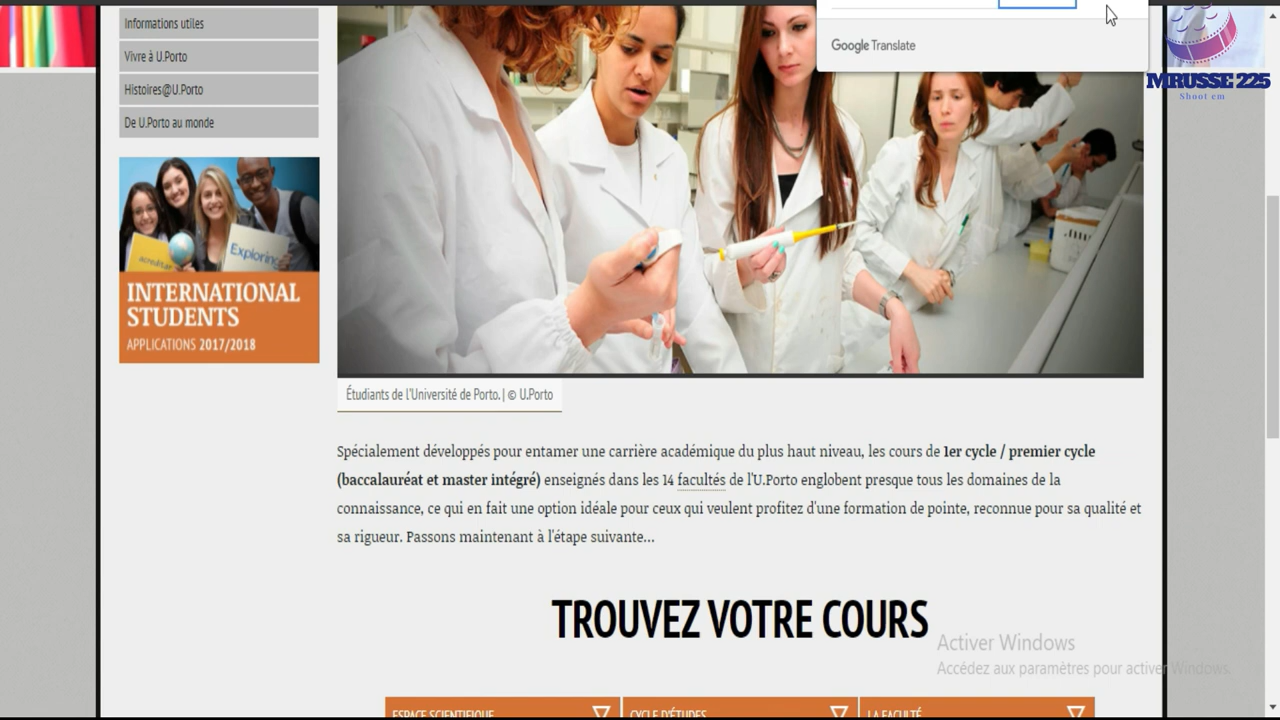 Informations utiles
Vivre à U.Porto
Histoires@U.Porto
De U.Porto au monde
acreditar
Exploring
INTERNATIONAL
STUDENTS
APPLICATIONS 2017/2018
Google Translate
MRUSSE 225
Shoot em
Étudiants de l'Université de Porto. | © U.Porto
Spécialement développés pour entamer une carrière académique du plus haut niveau, les cours de 1er cycle / premier cycle
(baccalauréat et master intégré) enseignés dans les 14 facultés de l'U.Porto englobent presque tous les domaines de la
connaissance, ce qui en fait une option idéale pour ceux qui veulent profitez d'une formation de pointe, reconnue pour sa qualité et
sa rigueur. Passons maintenant à l'étape suivante...
TROUVEZ VOTRE COURS
Activer Windows
Accédez aux paramètres pour activer Windows.
ESPACE SCIENTIFIQUE
CYCLE D'ÉTUDES
LA FACULTÉ